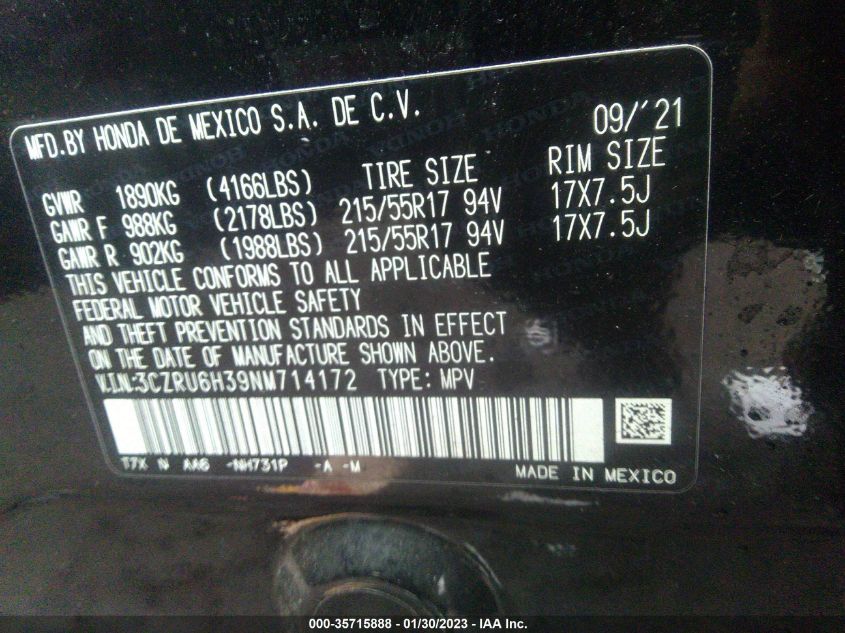 MFD.BY HONDA DE MEXICO S.A. DE C.V. 09/'21
TIRE SIZE RIM SIZE
GVWR 1890KG (4166LBS)
GAWR F 988KG (2178LBS) 215/55R17 94V 17X7.5J
GAWR R 902KG (1988LBS) 215/55R17 94V 17X7.5J
THIS VEHICLE CONFORMS TO ALL APPLICABLE
FEDERAL MOTOR VEHICLE SAFETY
AND THEFT PREVENTION STANDARDS IN EFFECT
ON THE DATE OF MANUFACTURE SHOWN ABOVE.
V.I.N:3CZRU6H39NM714172 TYPE: MPV
T7X N AA6 -NH731P -A -M MADE IN MEXICO
000-35715888 - 01/30/2023 - IAA Inc.